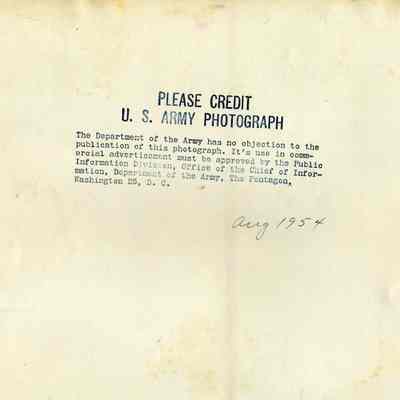 PLEASE CREDIT
U. S. ARMY PHOTOGRAPH
The Department of the Army has no objection to the
publication of this photograph. It's use in comm-
ercial advertisement must be approved by the Public
Information Division, Office of the Chief of Infor-
mation, Department of the Army, The Pentagon,
Washington 25, D. C.
Aug 1954